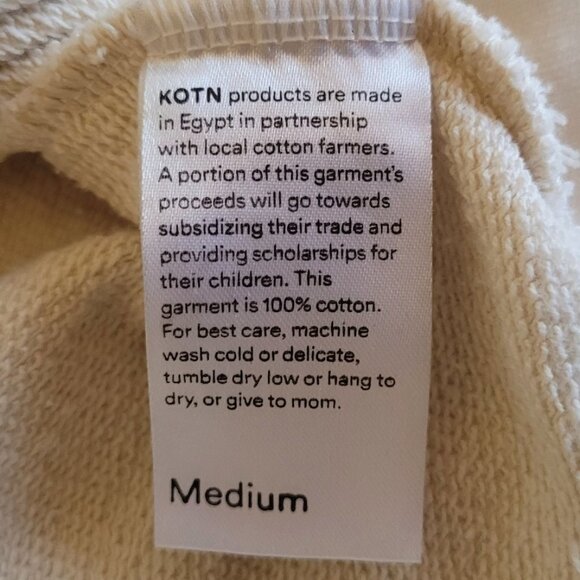 KOTN products are made
in Egypt in partnership
with local cotton farmers.
A portion of this garment's
proceeds will go towards
subsidizing their trade and
providing scholarships for
their children. This
garment is 100% cotton.
For best care, machine
wash cold or delicate,
tumble dry low or hang to
dry, or give to mom.
Medium